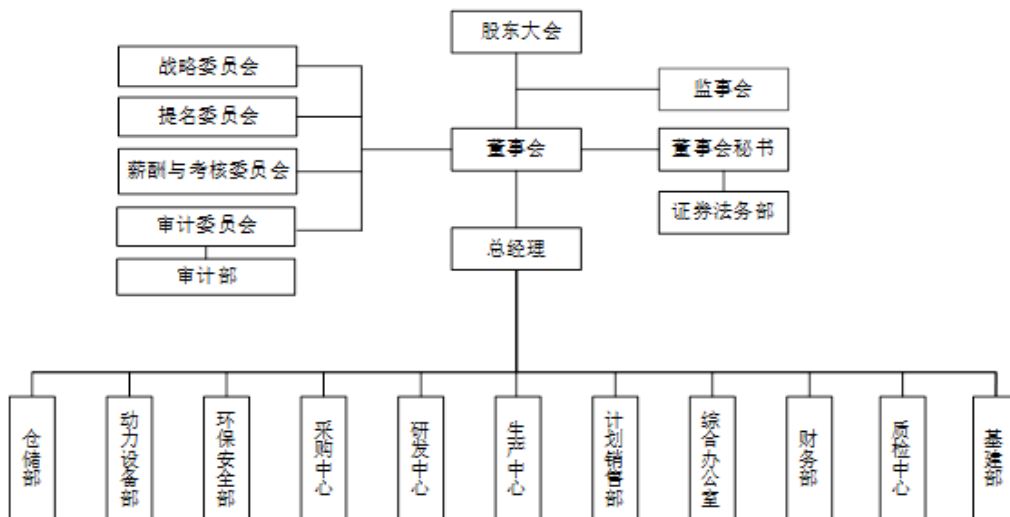 股东大会
战略委员会
监事会
提名委员会
董事会
董事会秘书
薪酬与考核委员会
证券法务部
审计委员会
总经理
审计部
仓储部
动力设备部
环保安全部
采购中心
研发中心
生产中心
计划销售部
综合办公室
财务部
质检中心
基建部